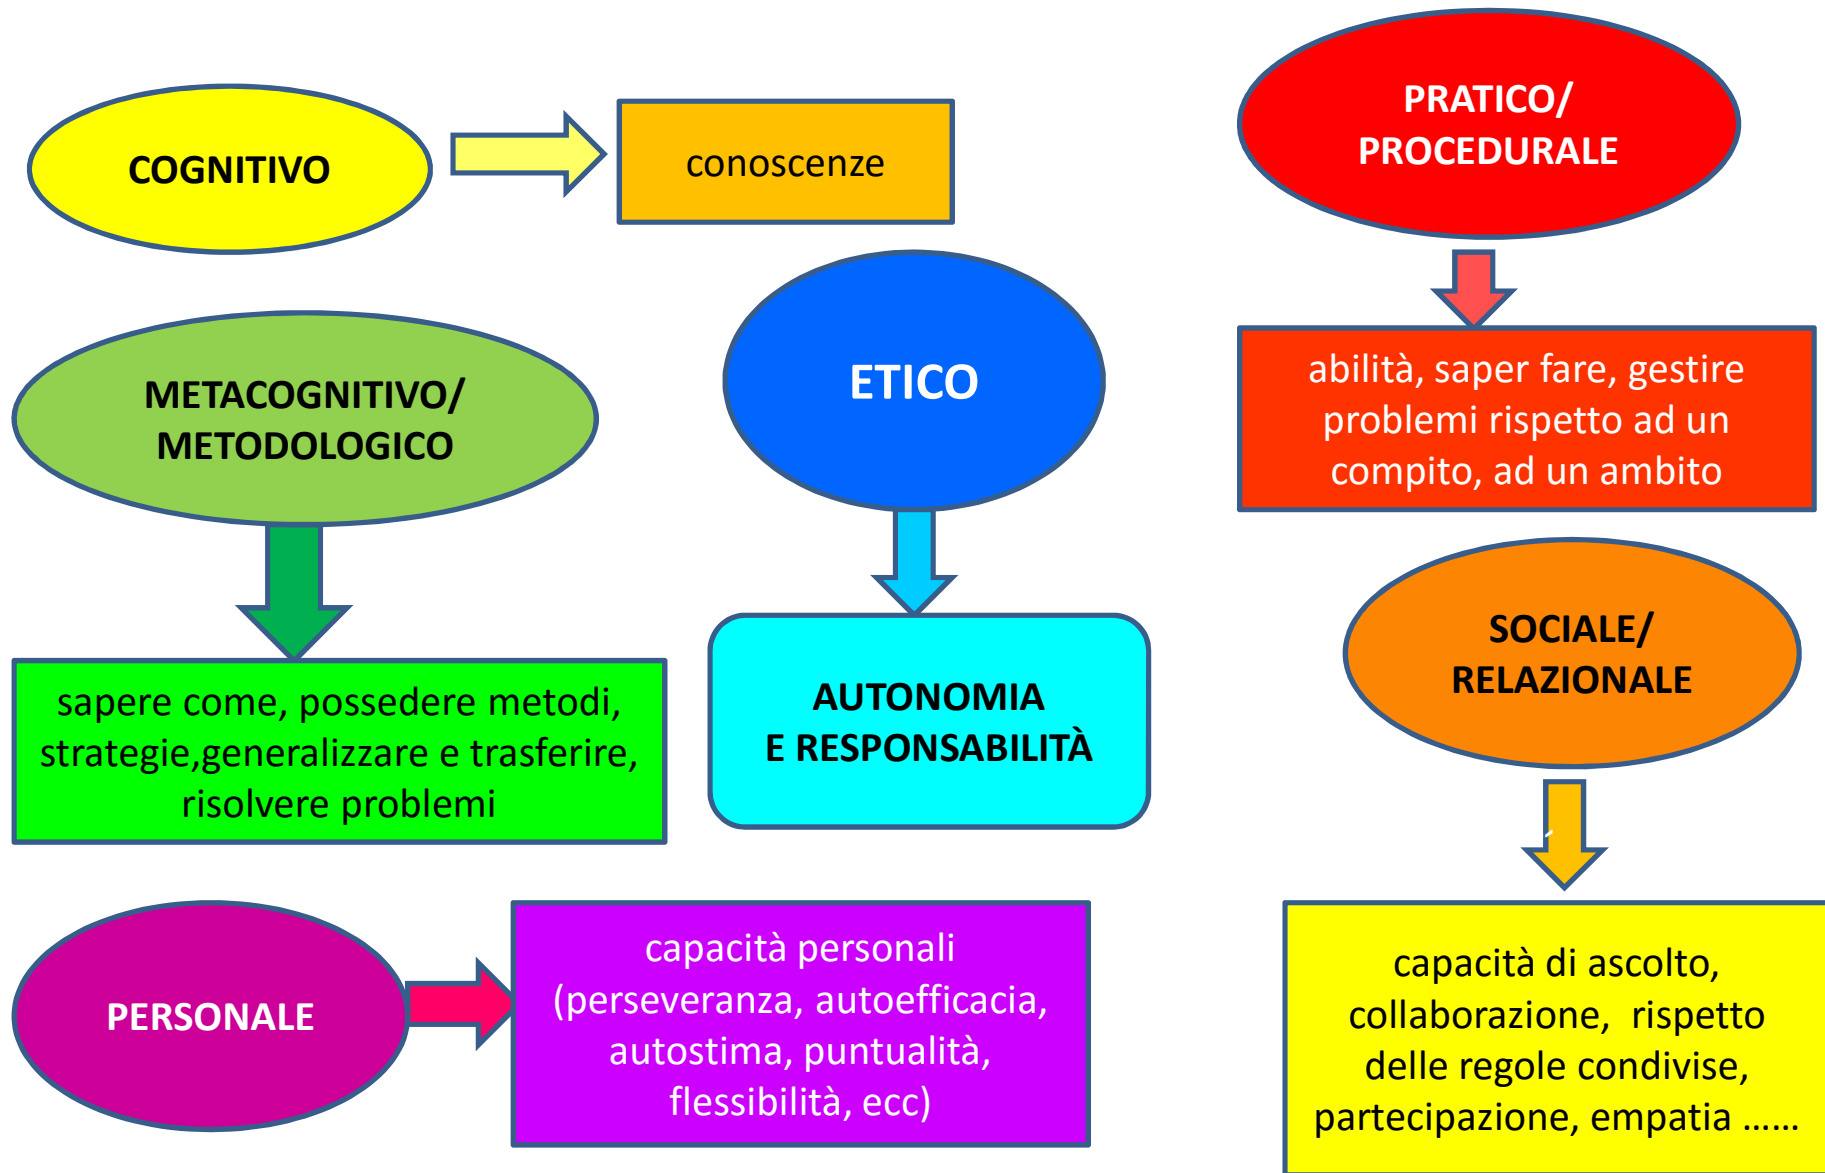 COGNITIVO
conoscenze
PRATICO/
PROCEDURALE
abilità, saper fare, gestire
problemi rispetto ad un
compito, ad un ambito
METACOGNITIVO/
METODOLOGICO
sapere come, possedere metodi,
strategie,generalizzare e trasferire,
risolvere problemi
ETICO
AUTONOMIA
E RESPONSABILITÀ
SOCIALE/
RELAZIONALE
capacità di ascolto,
collaborazione,  rispetto
delle regole condivise,
partecipazione, empatia ......
PERSONALE
capacità personali
(perseveranza, autoefficacia,
autostima, puntualità,
flessibilità, ecc)